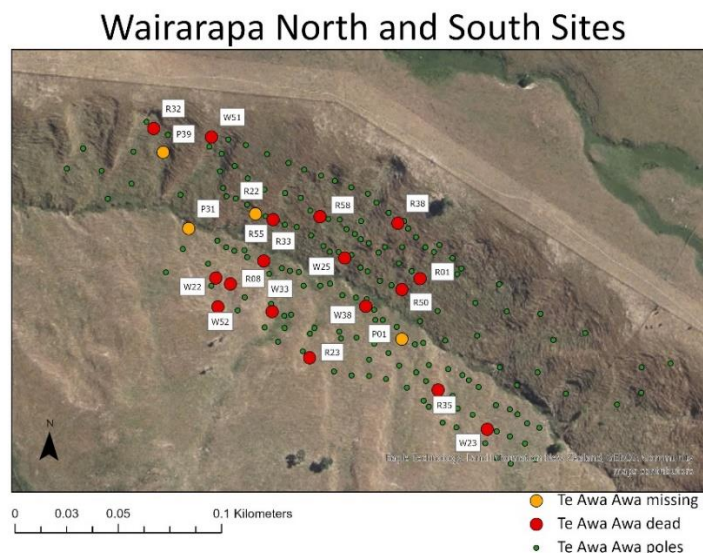 Wairarapa North and South Sites
R32
W51
P39
R22
R58
R38
P31
R55
R33
W25
R01
W22
R08
R50
W33
W52
W38
P01
R23
R35
W23
N
maps contributors
Te Awa Awa missing
0 0.03 0.05 0.1 Kilometers
Te Awa Awa dead
Te Awa Awa poles